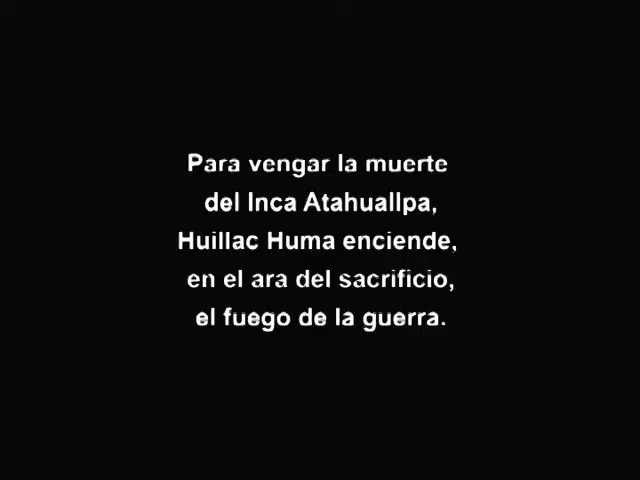 Para vengar la muerte
del Inca Atahuallpa,
Huillac Huma enciende,
en el ara del sacrificio,
el fuego de la guerra.